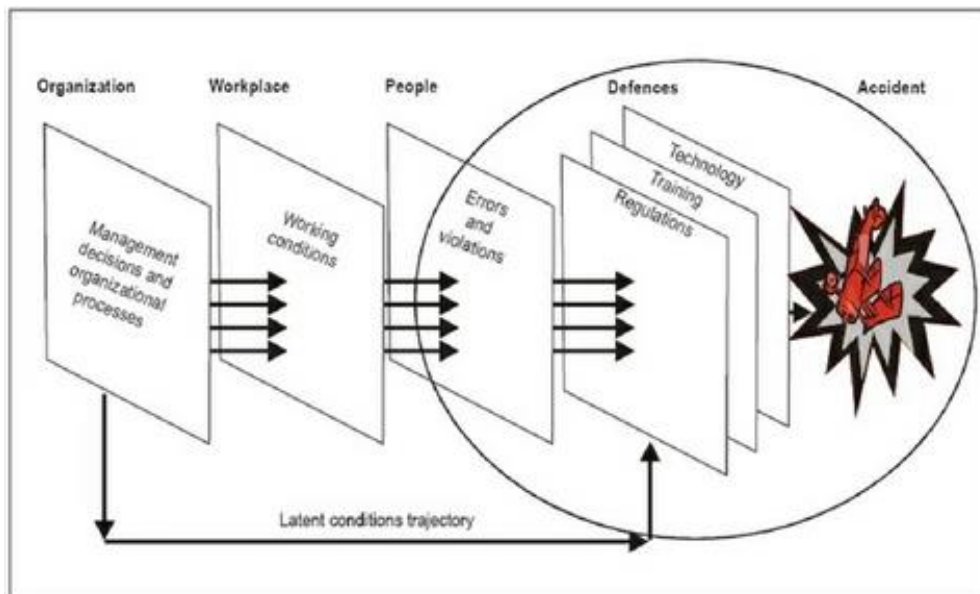 Organization
Workplace
People
Defences
Accident
Management
decisions and
organizational
processes
Working
conditions
Errors
and
violations
Technology
Training
Regulations
Latent conditions trajectory